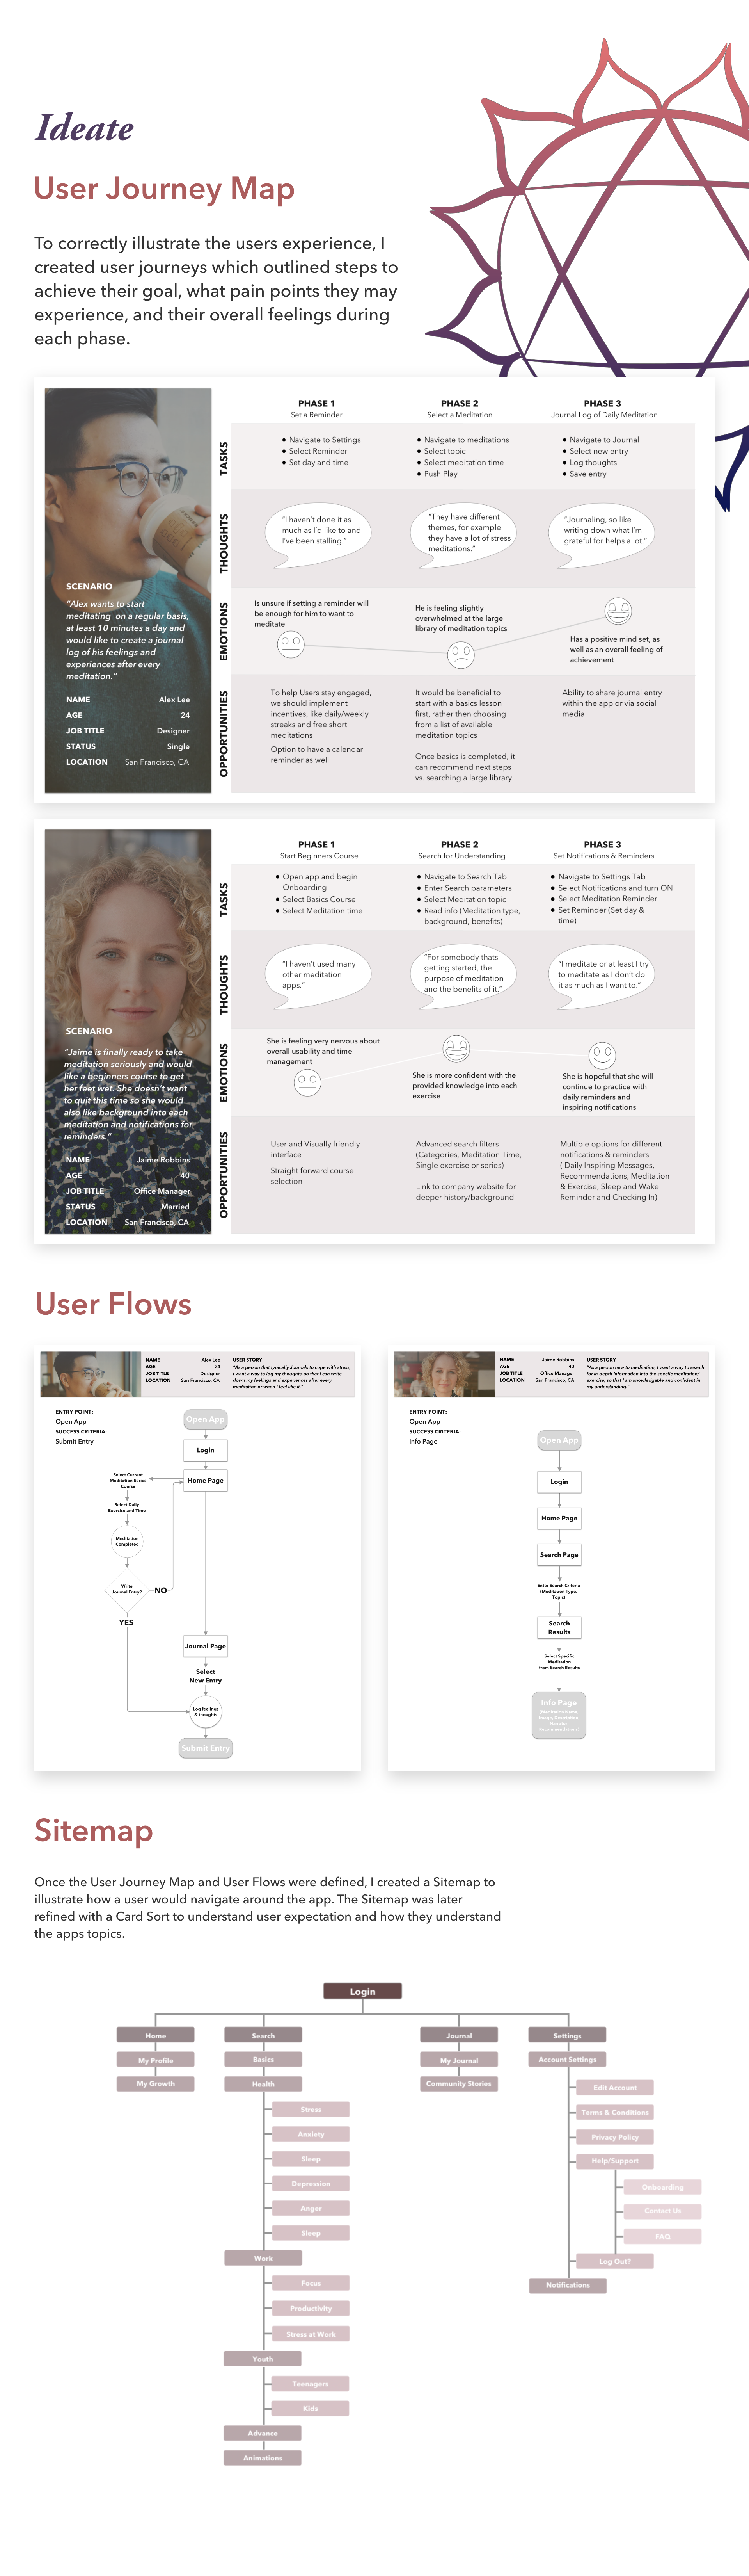 Ideate
User Journey Map
To correctly illustrate the users experience, I
created user journeys which outlined steps to
achieve their goal, what pain points they may
experience, and their overall feelings during
each phase.
SCENARIO
"Alex wants to start
meditating on a regular basis,
at least 10 minutes a day and
would like to create a journal
log of his feelings and
experiences after every
meditation."
NAME Alex Lee
AGE 24
JOB TITLE Designer
STATUS Single
LOCATION San Francisco, CA
PHASE 1
Set a Reminder
PHASE 2
Select a Meditation
PHASE 3
Journal Log of Daily Meditation
TASKS
• Navigate to Settings
• Select Reminder
• Set day and time
• Navigate to meditations
• Select topic
• Select meditation time
• Push Play
• Navigate to Journal
• Select new entry
• Log thoughts
• Save entry
THOUGHTS
"I haven't done it as
much as I'd like to and
I've been stalling."
"They have different
themes, for example
they have a lot of stress
meditations."
"Journaling, so like
writing down what I'm
grateful for helps a lot."
EMOTIONS
Is unsure if setting a reminder will
be enough for him to want to
meditate
He is feeling slightly
overwhelmed at the large
library of meditation topics
Has a positive mind set, as
well as an overall feeling of
achievement
OPPORTUNITIES
To help Users stay engaged,
we should implement
incentives, like daily/weekly
streaks and free short
meditations
Option to have a calendar
reminder as well
It would be beneficial to
start with a basics lesson
first, rather then choosing
from a list of available
meditation topics
Once basics is completed, it
can recommend next steps
vs. searching a large library
Ability to share journal entry
within the app or via social
media
SCENARIO
"Jaime is finally ready to take
meditation seriously and would
like a beginners course to get
her feet wet. She doesn't want
to quit this time so she would
also like background into each
meditation and notifications for
reminders."
NAME Jaime Robbins
AGE 40
JOB TITLE Office Manager
STATUS Married
LOCATION San Francisco, CA
PHASE 1
Start Beginners Course
PHASE 2
Search for Understanding
PHASE 3
Set Notifications & Reminders
TASKS
• Open app and begin
Onboarding
• Select Basics Course
• Select Meditation time
• Navigate to Search Tab
• Enter Search parameters
• Select Meditation topic
• Read info (Meditation type,
background, benefits)
• Navigate to Settings Tab
• Select Notifications and turn ON
• Select Meditation Reminder
• Set Reminder (Set day &
time)
THOUGHTS
"I haven't used many
other meditation
apps."
"For somebody thats
getting started, the
purpose of meditation
and the benefits of it."
"I meditate or at least I try
to meditate as I don't do
it as much as I want to."
EMOTIONS
She is feeling very nervous about
overall usability and time
management
She is more confident with the
provided knowledge into each
exercise
She is hopeful that she will
continue to practice with
daily reminders and
inspiring notifications
OPPORTUNITIES
User and Visually friendly
interface
Straight forward course
selection
Advanced search filters
(Categories, Meditation Time,
Single exercise or series)
Link to company website for
deeper history/background
Multiple options for different
notifications & reminders
( Daily Inspiring Messages,
Recommendations, Meditation
& Exercise, Sleep and Wake
Reminder and Checking In)
User Flows
NAME Alex Lee
AGE 24
JOB TITLE Designer
LOCATION San Francisco, CA
USER STORY
"As a person that typically Journals to cope with stress,
I want a way to log my thoughts, so that I can write
down my feelings and experiences after every
meditation or when I feel like it."
ENTRY POINT:
Open App
SUCCESS CRITERIA:
Submit Entry
Open App
Login
Home Page
Select Current
Meditation Series
Course
Select Daily
Exercise and Time
Meditation
Completed
Write
Journal Entry?
NO
YES
Journal Page
Select
New Entry
Log feelings
& thoughts
Submit Entry
NAME Jaime Robbins
AGE 40
JOB TITLE Office Manager
LOCATION San Francisco, CA
USER STORY
"As a person new to meditation, I want a way to search
for in-depth information into the specific meditation/
exercise, so that I am knowledgable and confident in
my understanding."
ENTRY POINT:
Open App
SUCCESS CRITERIA:
Info Page
Open App
Login
Home Page
Search Page
Enter Search Criteria
(Meditation Type,
Topic)
Search
Results
Select Specific
Meditation
from Search Results
Info Page
Sitemap
Once the User Journey Map and User Flows were defined, I created a Sitemap to
illustrate how a user would navigate around the app. The Sitemap was later
refined with a Card Sort to understand user expectation and how they understand
the apps topics.
Login
Home
My Profile
My Growth
Search
Basics
Health
Stress
Anxiety
Sleep
Depression
Anger
Sleep
Work
Focus
Productivity
Stress at Work
Youth
Teenagers
Kids
Advance
Animations
Journal
My Journal
Community Stories
Settings
Account Settings
Edit Account
Terms & Conditions
Privacy Policy
Help/Support
Onboarding
Contact Us
FAQ
Log Out?
Notifications